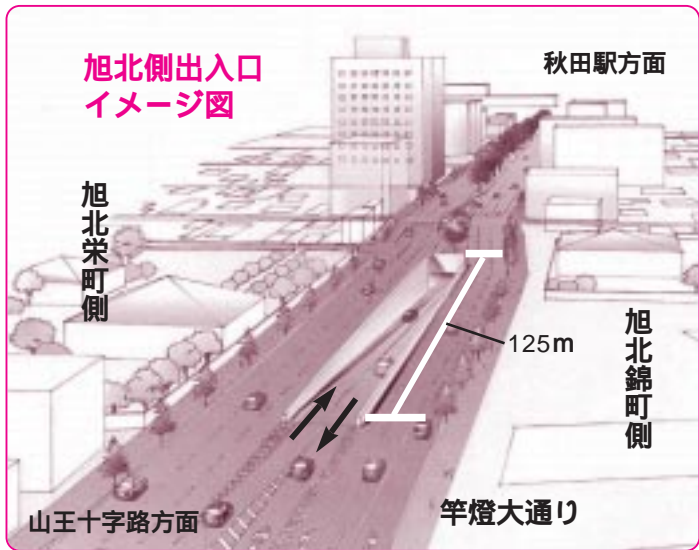 旭北側出入口
イメージ図
秋田駅方面
旭北栄町側
125m
旭北錦町側
山王十字路方面
竿燈大通り